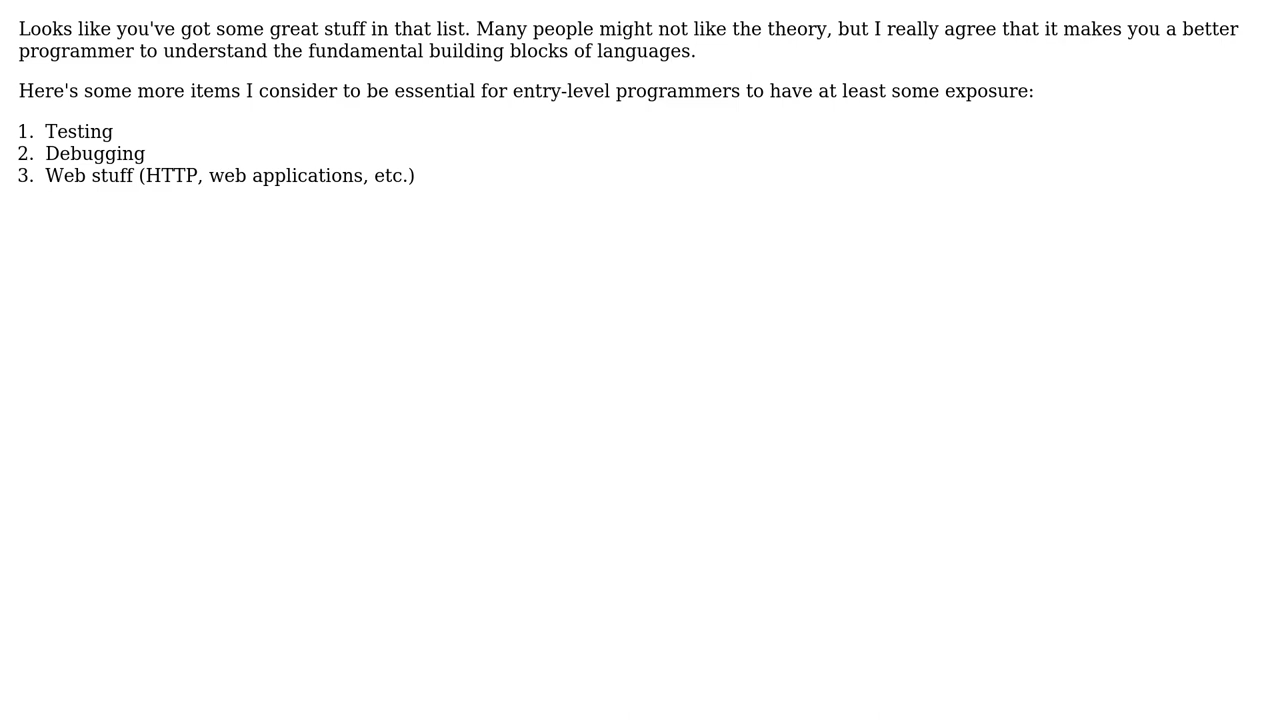 Looks like you've got some great stuff in that list. Many people might not like the theory, but I really agree that it makes you a better
programmer to understand the fundamental building blocks of languages.
Here's some more items I consider to be essential for entry-level programmers to have at least some exposure:
1. Testing
2. Debugging
3. Web stuff (HTTP, web applications, etc.)